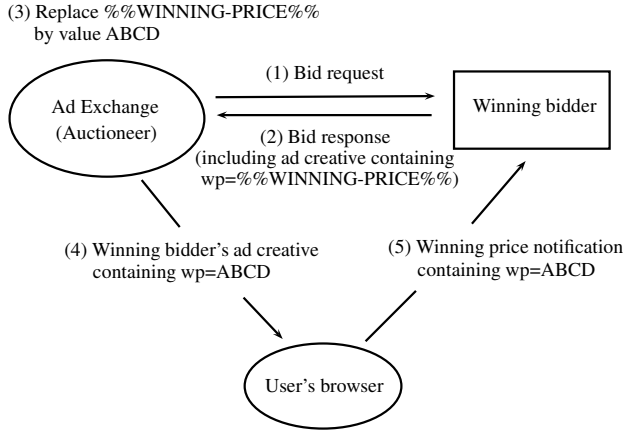 (3) Replace %%WINNING-PRICE%%
by value ABCD
(1) Bid request
Ad Exchange
(Auctioneer)
Winning bidder
(2) Bid response
(including ad creative containing
wp=%%WINNING-PRICE%%)
(4) Winning bidder's ad creative
containing wp=ABCD
(5) Winning price notification
containing wp=ABCD
User's browser